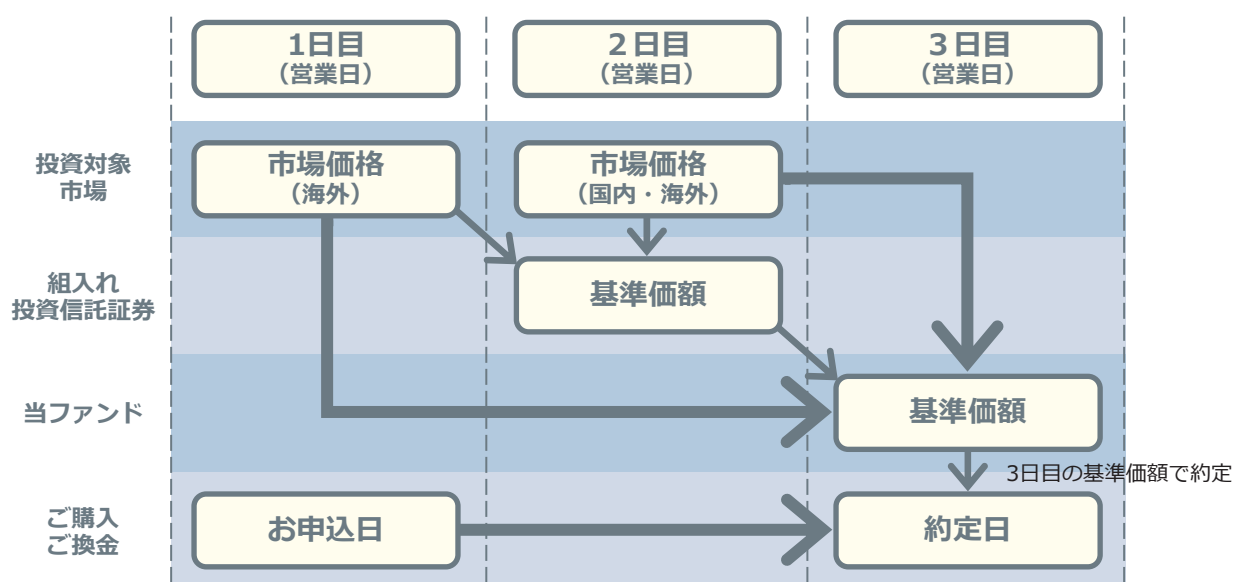 1日目
（営業日）
２日目
（営業日）
３日目
（営業日）
投資対象
市場
市場価格
（海外）
市場価格
（国内・海外）
組入れ
投資信託証券
基準価額
当ファンド
基準価額
3日目の基準価額で約定
ご購入
ご換金
お申込日
約定日